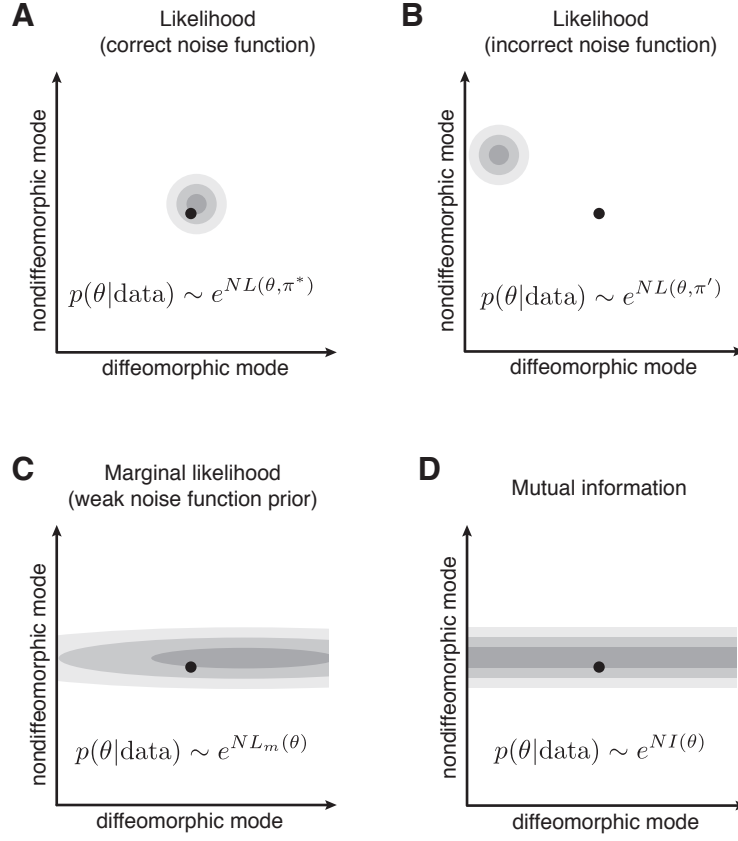 A
Likelihood
(correct noise function)
nondiffeomorphic mode
p(θ|data) ∼ e^{NL(θ,π*)}
diffeomorphic mode
B
Likelihood
(incorrect noise function)
nondiffeomorphic mode
p(θ|data) ∼ e^{NL(θ,π′)}
diffeomorphic mode
C
Marginal likelihood
(weak noise function prior)
nondiffeomorphic mode
p(θ|data) ∼ e^{NL_m(θ)}
diffeomorphic mode
D
Mutual information
nondiffeomorphic mode
p(θ|data) ∼ e^{NI(θ)}
diffeomorphic mode